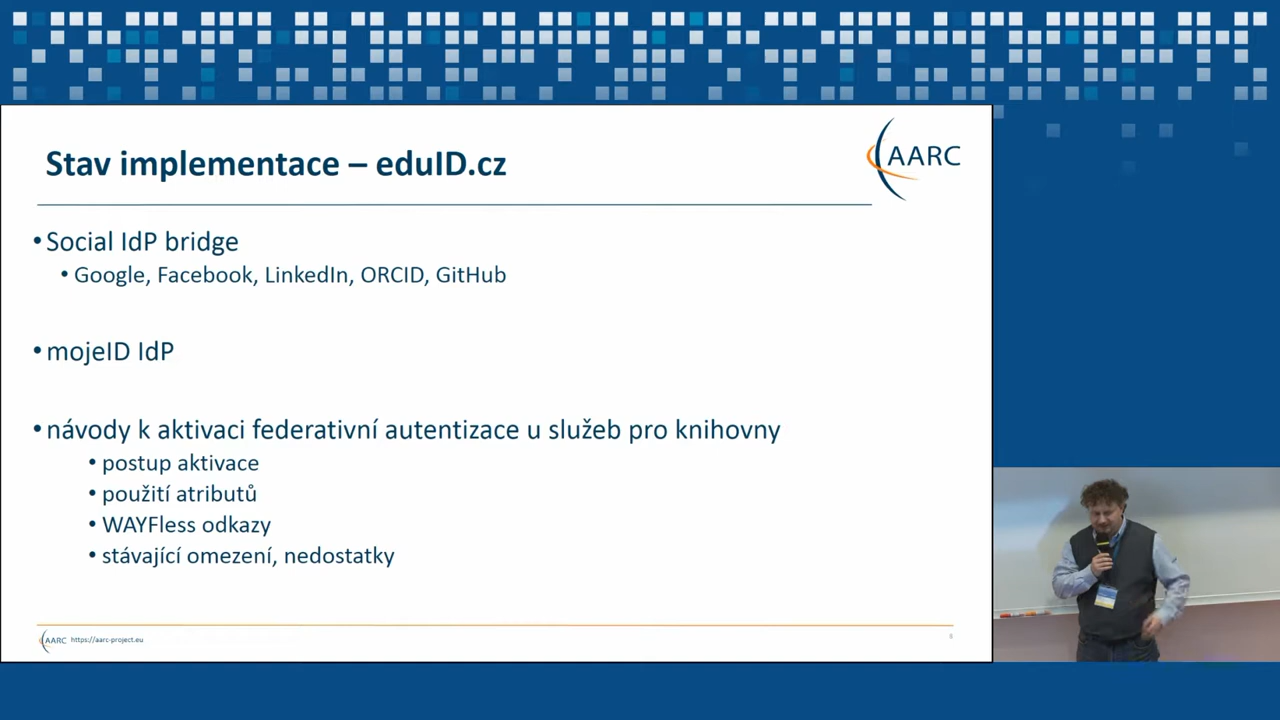 Stav implementace – eduID.cz
AARC
• Social IdP bridge
• Google, Facebook, LinkedIn, ORCID, GitHub
• mojeID IdP
• návody k aktivaci federativní autentizace u služeb pro knihovny
• postup aktivace
• použití atributů
• WAYFless odkazy
• stávající omezení, nedostatky
AARC https://aarc-project.eu
8